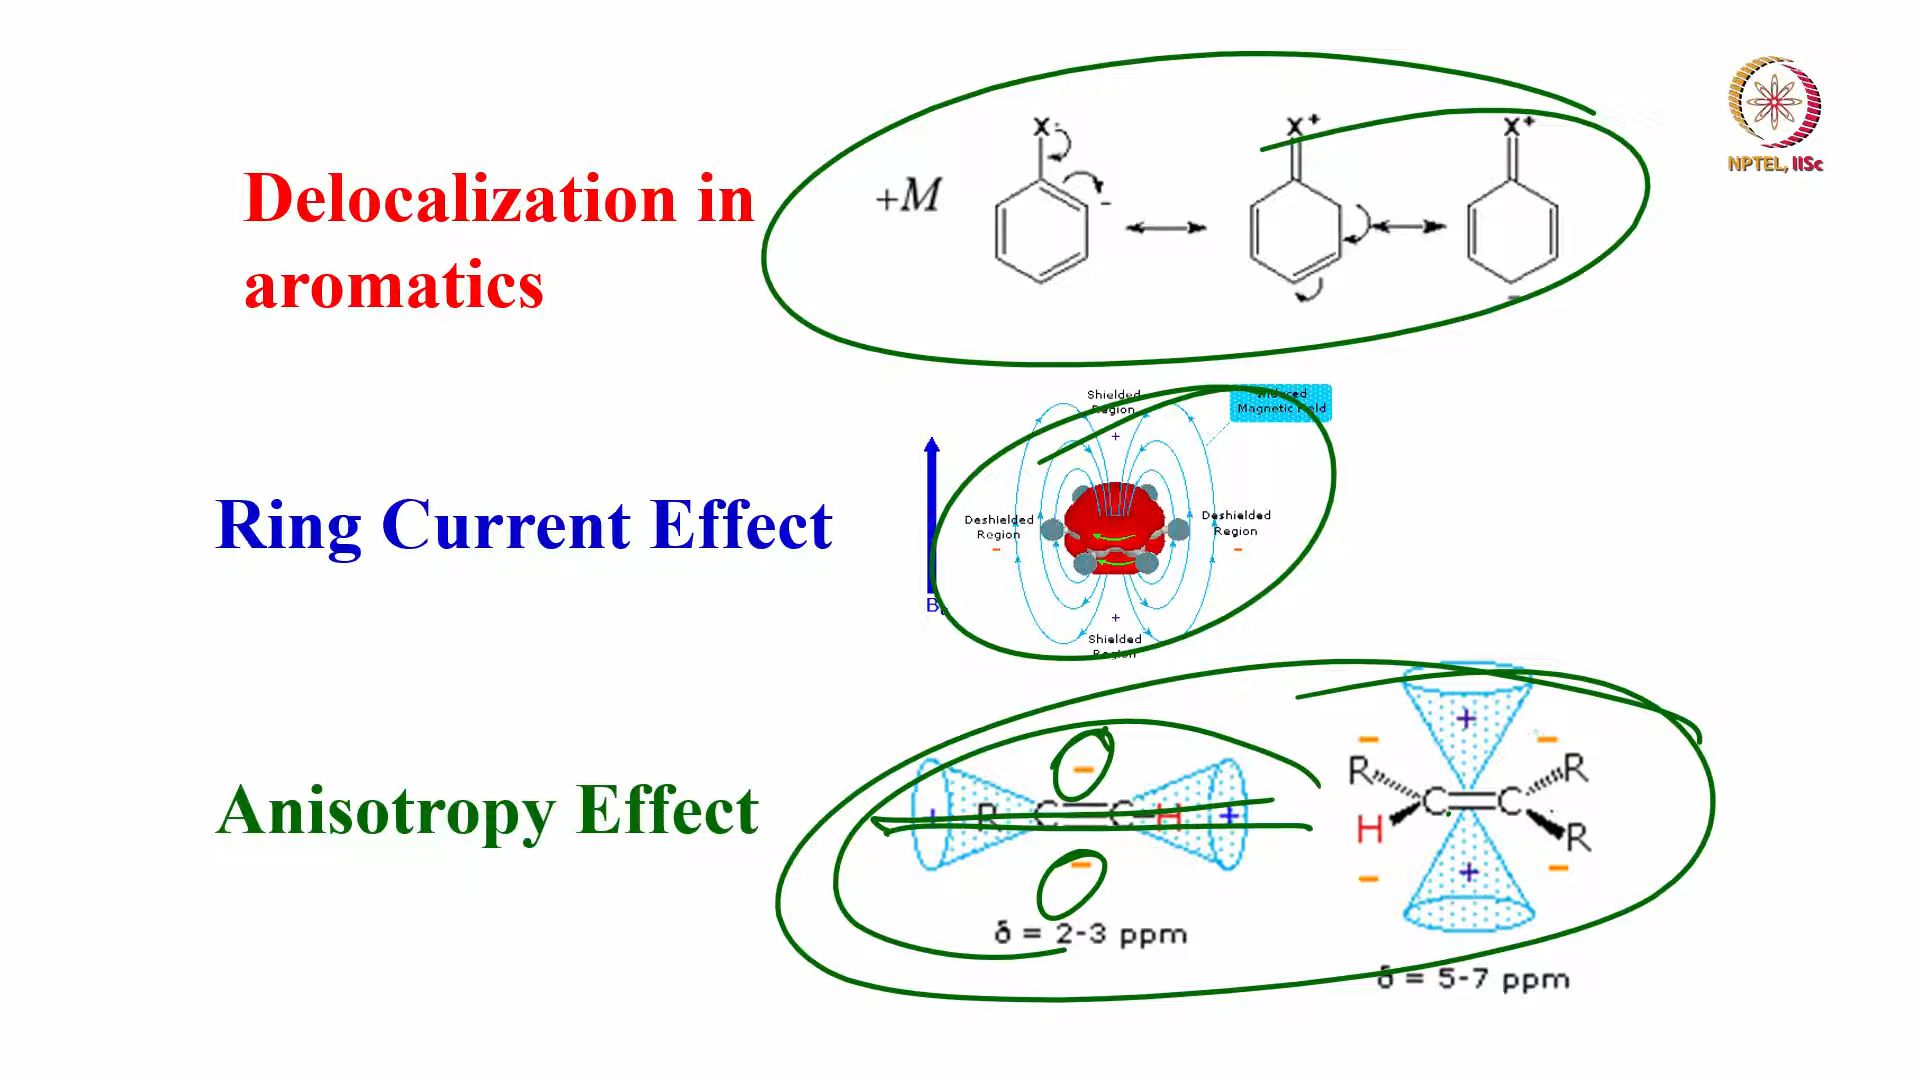 NPTEL, IISc
Delocalization in
aromatics
+M
X
X+
X+
Ring Current Effect
Shielded
Region
+
Induced
Magnetic Field
Deshielded
Region
-
Deshielded
Region
-
B0
+
Shielded
Region
Anisotropy Effect
+ R C C H +
-
-
δ = 2-3 ppm
+
- -
R R
C C
H R
- + -
δ = 5-7 ppm